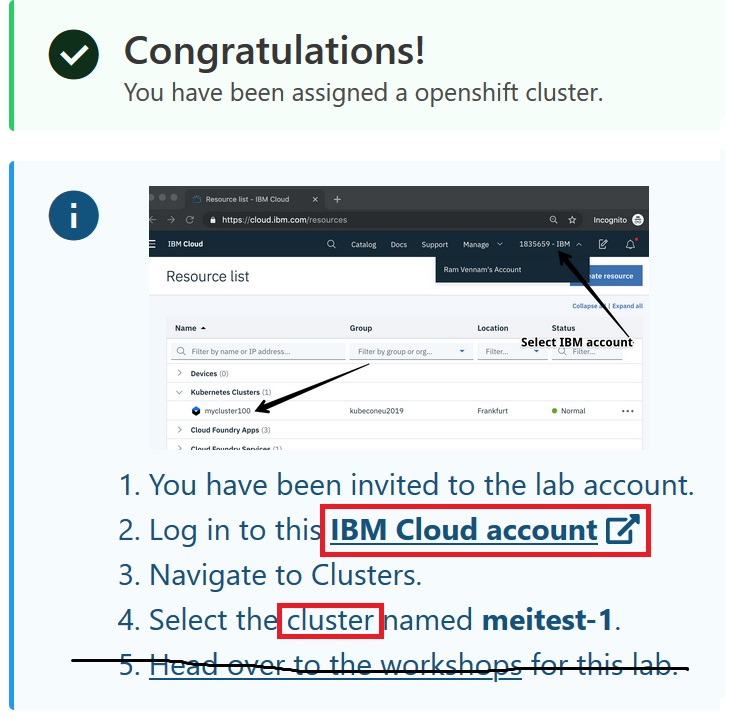 Congratulations!
You have been assigned a openshift cluster.
Resource list - IBM Cloud
https://cloud.ibm.com/resources
Incognito
IBM Cloud
Catalog
Docs
Support
Manage
1835659 - IBM
Ram Vennam's Account
Resource list
eate resource
Collapse all | Expand all
Select IBM account
Name
Group
Location
Status
Filter by name or IP address...
Filter by group or org...
Filter...
Filter...
Devices (0)
Kubernetes Clusters (1)
mycluster100
kubeconeu2019
Frankfurt
Normal
Cloud Foundry Apps (3)
Cloud Foundry Services (1)
1. You have been invited to the lab account.
2. Log in to this IBM Cloud account
3. Navigate to Clusters.
4. Select the cluster named meitest-1.
5. Head over to the workshops for this lab.